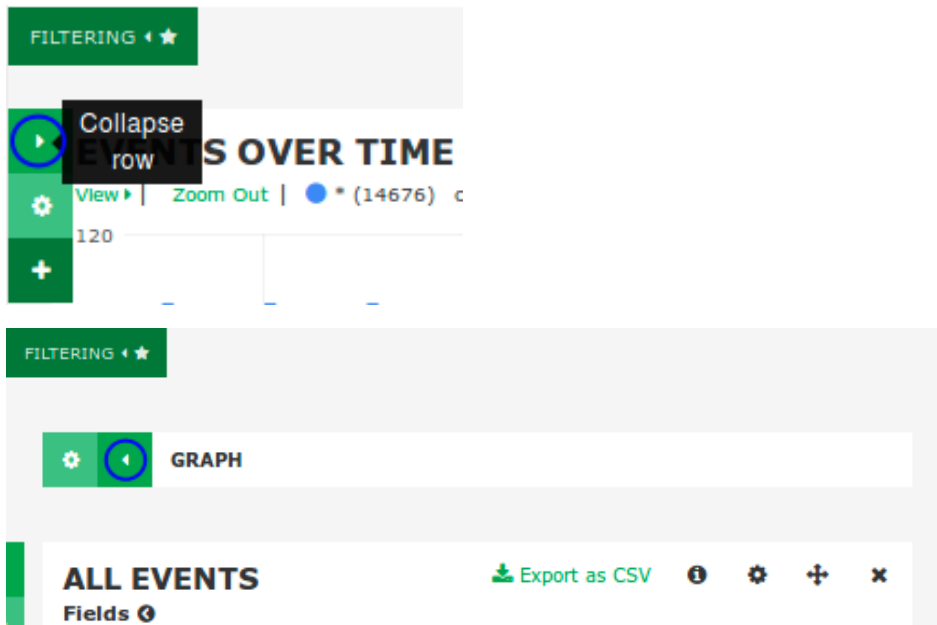 FILTERING
Collapse
row
EVENTS OVER TIME
View | Zoom Out | * (14676) c
120
FILTERING
GRAPH
ALL EVENTS
Export as CSV
Fields